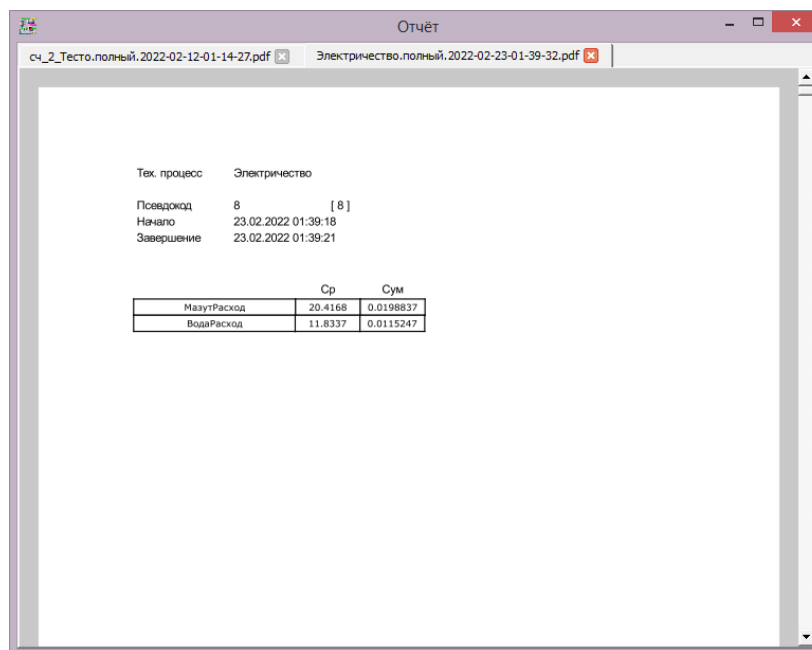 Отчёт
сч_2_Тесто.полный.2022-02-12-01-14-27.pdf Электричество.полный.2022-02-23-01-39-32.pdf
Тех. процесс Электричество
Псевдокод 8 [ 8 ]
Начало 23.02.2022 01:39:18
Завершение 23.02.2022 01:39:21
Ср Сум
МазутРасход 20.4168 0.0198837
ВодаРасход 11.8337 0.0115247